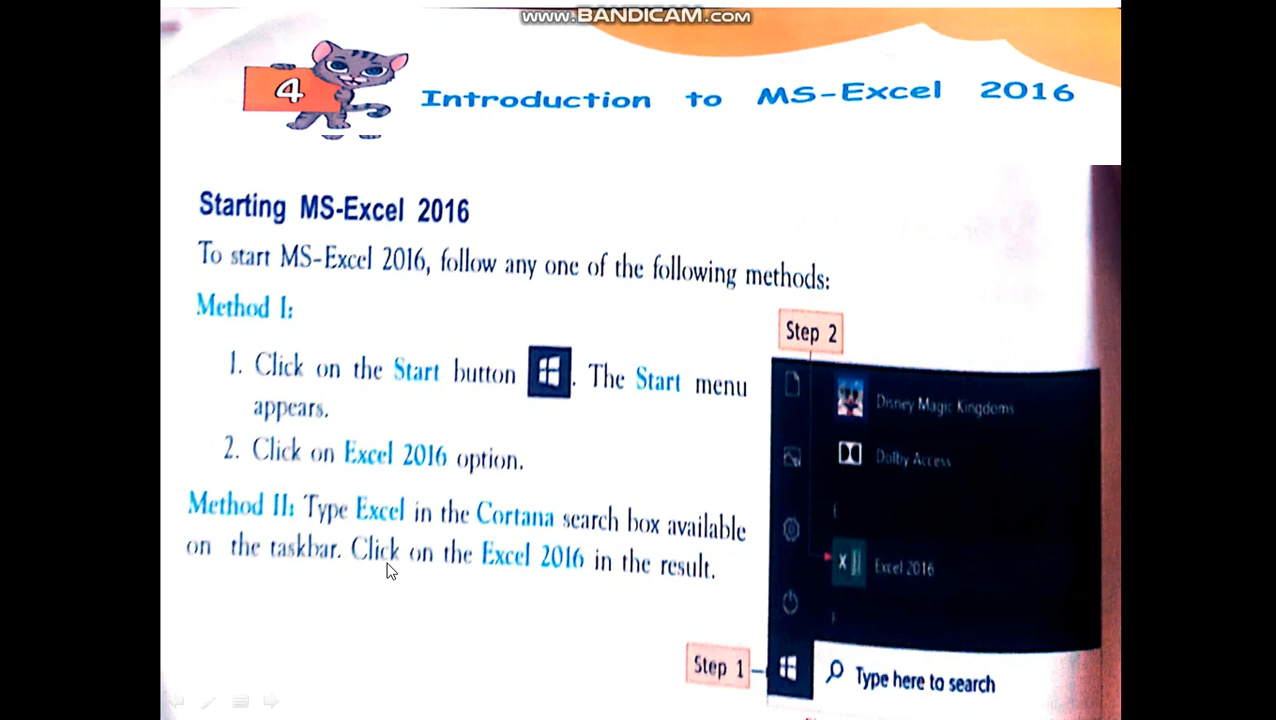 www.BANDICAM.com
4
Introduction to MS-Excel 2016
Starting MS-Excel 2016
To start MS-Excel 2016, follow any one of the following methods:
Method I:
1. Click on the Start button . The Start menu
appears.
2. Click on Excel 2016 option.
Method II: Type Excel in the Cortana search box available
on the taskbar. Click on the Excel 2016 in the result.
Step 2
Disney Magic Kingdoms
Dolby Access
Excel 2016
Step 1
Type here to search